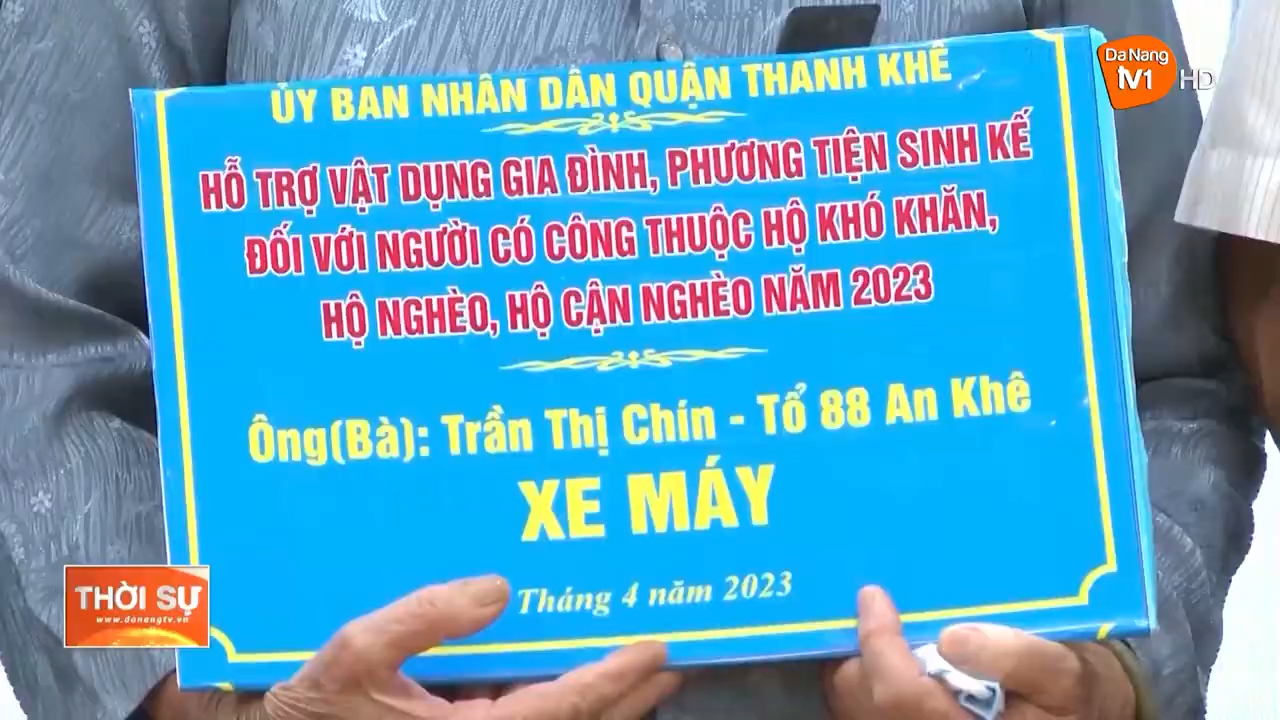 Da Nang
tv1 HD
ỦY BAN NHÂN DÂN QUẬN THANH KHÊ
HỖ TRỢ VẬT DỤNG GIA ĐÌNH, PHƯƠNG TIỆN SINH KẾ
ĐỐI VỚI NGƯỜI CÓ CÔNG THUỘC HỘ KHÓ KHĂN,
HỘ NGHÈO, HỘ CẬN NGHÈO NĂM 2023
Ông(Bà): Trần Thị Chín - Tổ 88 An Khê
XE MÁY
Tháng 4 năm 2023
THỜI SỰ
www.danangtv.vn